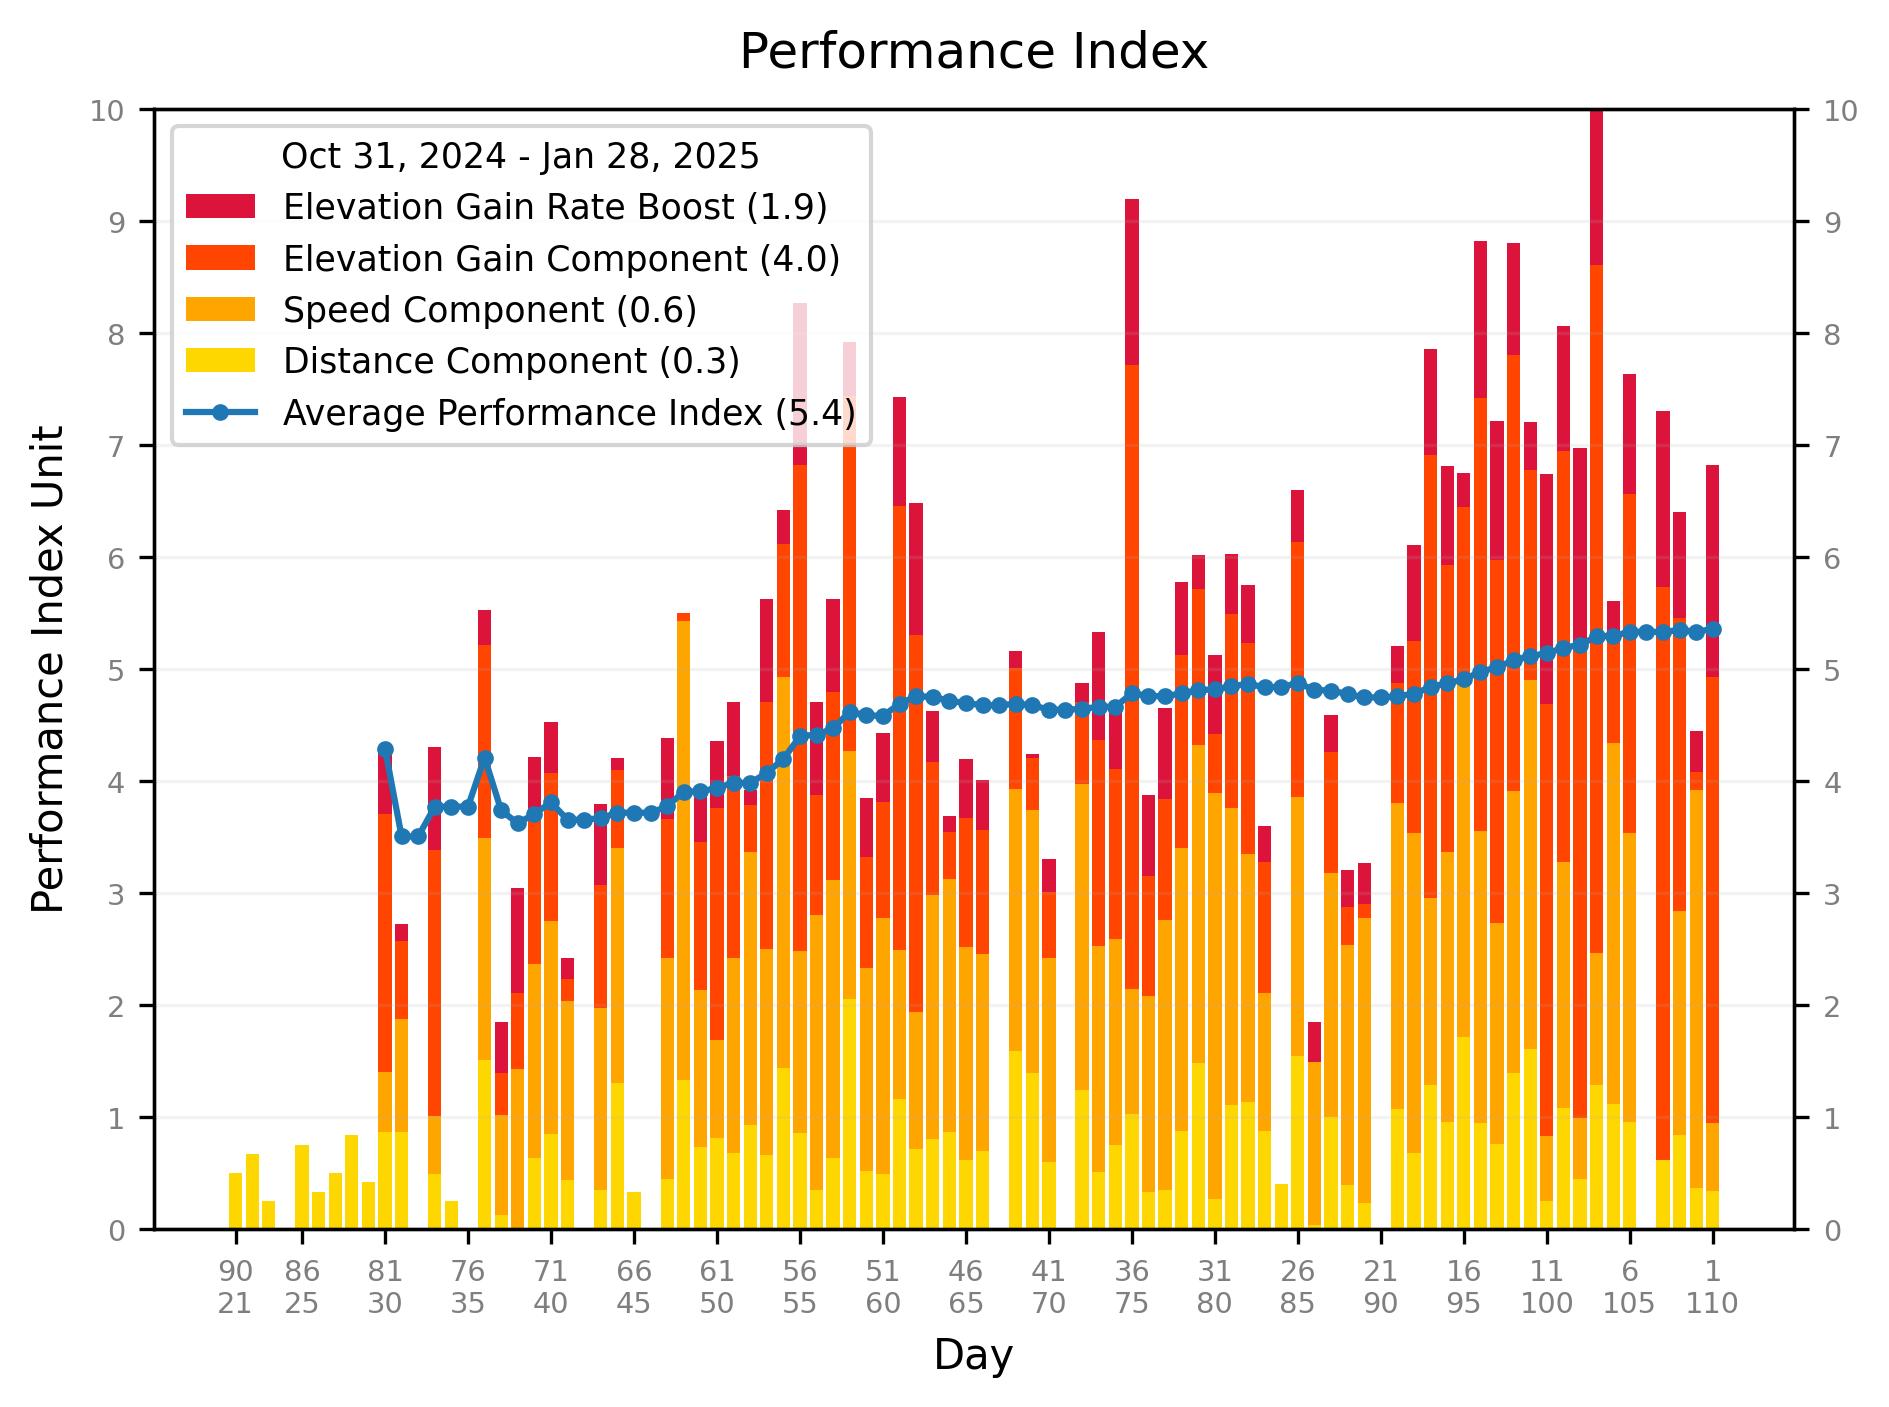 Performance Index
Oct 31, 2024 - Jan 28, 2025
Elevation Gain Rate Boost (1.9)
Elevation Gain Component (4.0)
Speed Component (0.6)
Distance Component (0.3)
Average Performance Index (5.4)
Performance Index Unit
10 10
9 9
8 8
7 7
6 6
5 5
4 4
3 3
2 2
1 1
0 0
90 86 81 76 71 66 61 56 51 46 41 36 31 26 21 16 11 6 1
21 25 30 35 40 45 50 55 60 65 70 75 80 85 90 95 100 105 110
Day